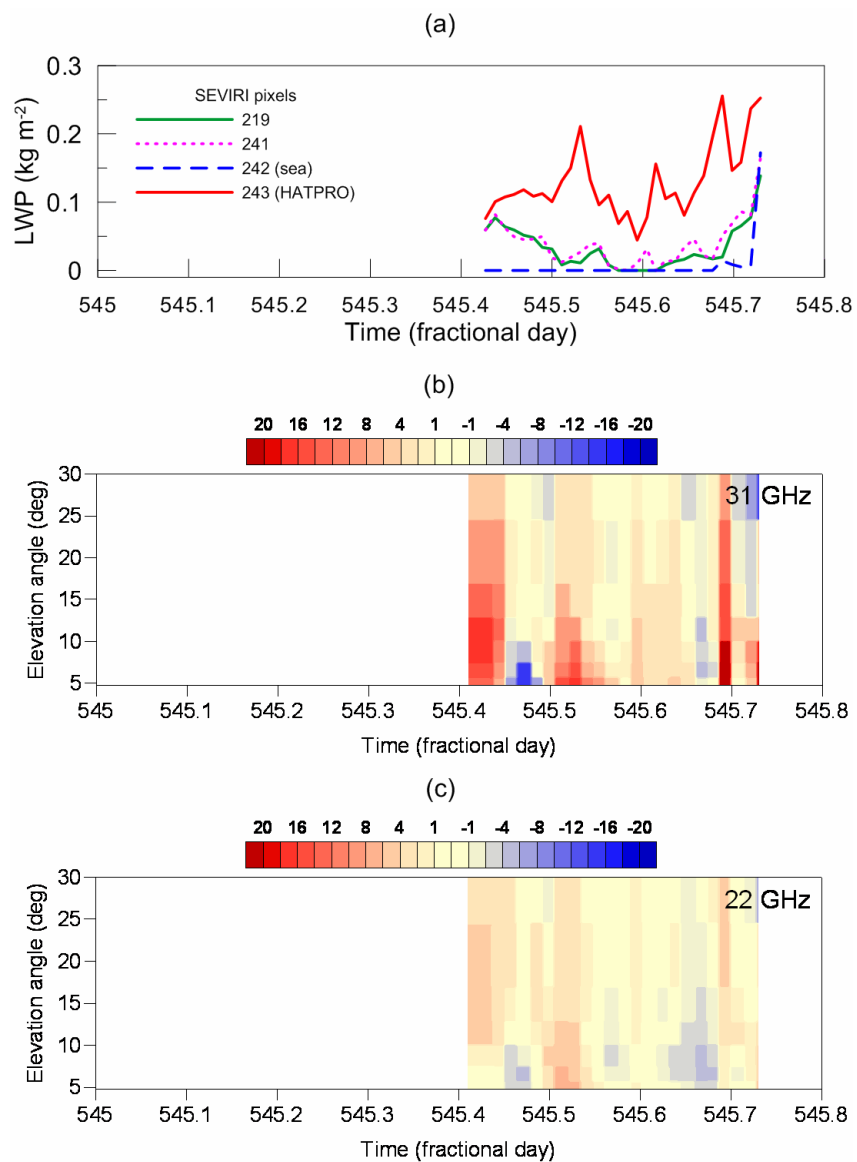 (a)
0.3
0.2
0.1
0
LWP (kg m-2)
SEVIRI pixels
219
241
242 (sea)
243 (HATPRO)
545 545.1 545.2 545.3 545.4 545.5 545.6 545.7 545.8
Time (fractional day)
(b)
20 16 12 8 4 1 -1 -4 -8 -12 -16 -20
30
25
20
15
10
5
Elevation angle (deg)
31 GHz
545 545.1 545.2 545.3 545.4 545.5 545.6 545.7 545.8
Time (fractional day)
(c)
20 16 12 8 4 1 -1 -4 -8 -12 -16 -20
30
25
20
15
10
5
Elevation angle (deg)
22 GHz
545 545.1 545.2 545.3 545.4 545.5 545.6 545.7 545.8
Time (fractional day)